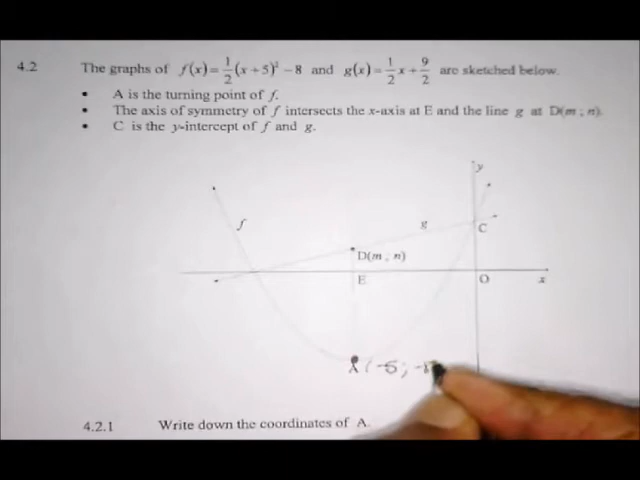 4.2 The graphs of f(x) = 1/2(x + 5)² − 8 and g(x) = 1/2x + 9/2 are sketched below.
• A is the turning point of f.
• The axis of symmetry of f intersects the x-axis at E and the line g at D(m ; n).
• C is the y-intercept of f and g.
y
f
g
C
D(m ; n)
E
O
x
A (-5 ; -8
4.2.1 Write down the coordinates of A.